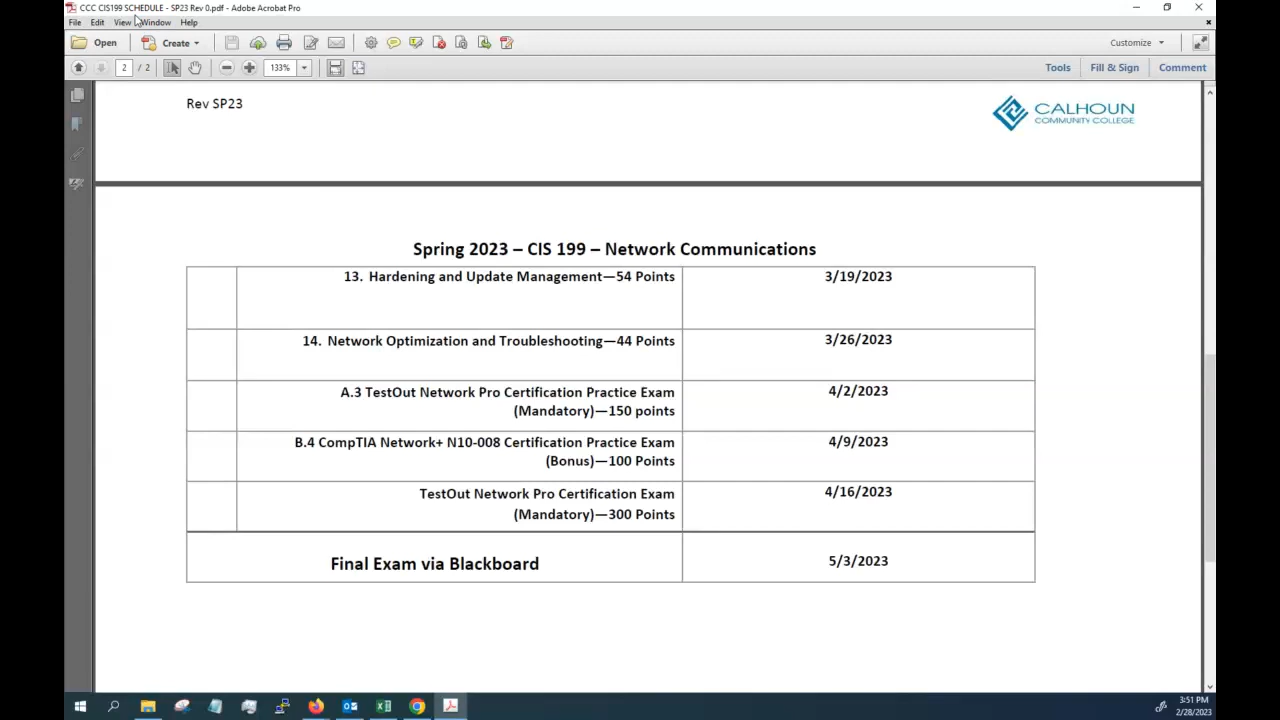 CCC CIS199 SCHEDULE - SP23 Rev 0.pdf - Adobe Acrobat Pro
File Edit View Window Help
Open Create Customize
2 / 2 133% Tools Fill & Sign Comment
Rev SP23
CALHOUN
COMMUNITY COLLEGE
Spring 2023 – CIS 199 – Network Communications
13. Hardening and Update Management—54 Points 3/19/2023
14. Network Optimization and Troubleshooting—44 Points 3/26/2023
A.3 TestOut Network Pro Certification Practice Exam 4/2/2023
(Mandatory)—150 points
B.4 CompTIA Network+ N10-008 Certification Practice Exam 4/9/2023
(Bonus)—100 Points
TestOut Network Pro Certification Exam 4/16/2023
(Mandatory)—300 Points
Final Exam via Blackboard 5/3/2023
3:51 PM
2/28/2023